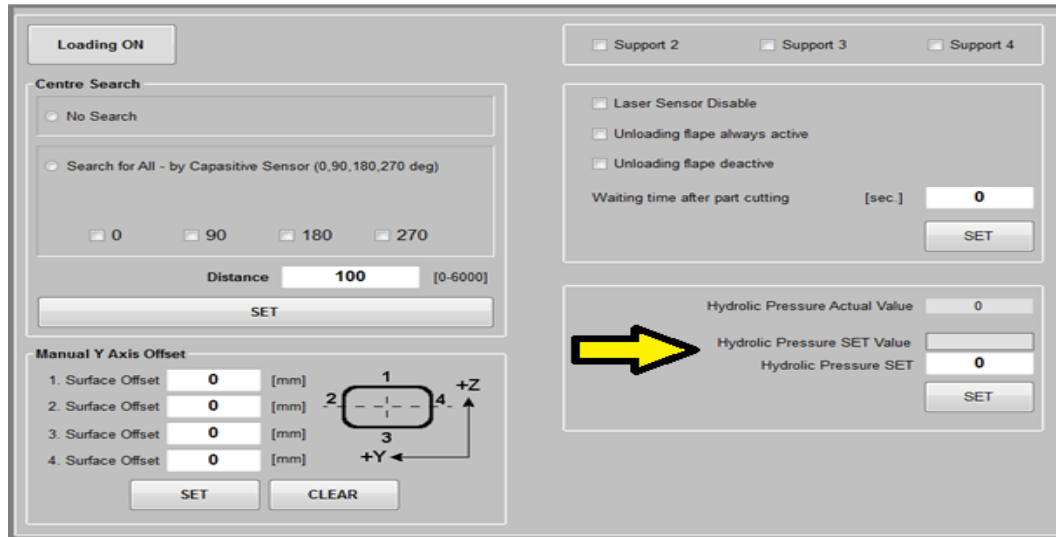 Loading ON
Centre Search
No Search
Search for All - by Capasitive Sensor (0,90,180,270 deg)
0 90 180 270
Distance 100 [0-6000]
SET
Manual Y Axis Offset
1. Surface Offset 0 [mm]
2. Surface Offset 0 [mm]
3. Surface Offset 0 [mm]
4. Surface Offset 0 [mm]
1
2
4
3
+Z
+Y
SET CLEAR
Support 2 Support 3 Support 4
Laser Sensor Disable
Unloading flape always active
Unloading flape deactive
Waiting time after part cutting [sec.] 0
SET
Hydrolic Pressure Actual Value 0
Hydrolic Pressure SET Value
Hydrolic Pressure SET 0
SET